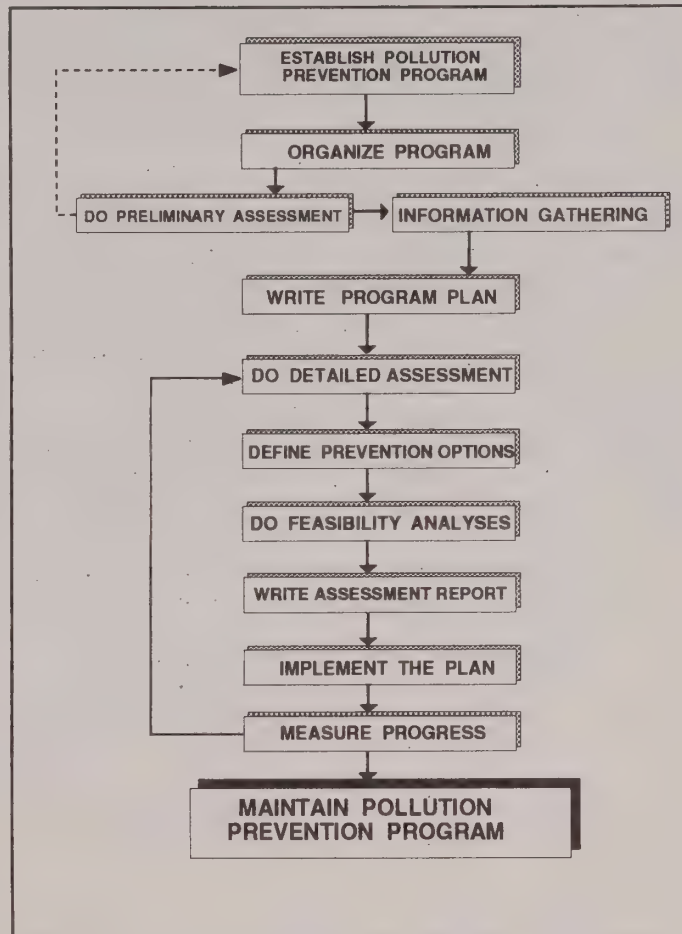 ESTABLISH POLLUTION
PREVENTION PROGRAM
ORGANIZE PROGRAM
DO PRELIMINARY ASSESSMENT
INFORMATION GATHERING
WRITE PROGRAM PLAN
DO DETAILED ASSESSMENT
DEFINE PREVENTION OPTIONS
DO FEASIBILITY ANALYSES
WRITE ASSESSMENT REPORT
IMPLEMENT THE PLAN
MEASURE PROGRESS
MAINTAIN POLLUTION
PREVENTION PROGRAM